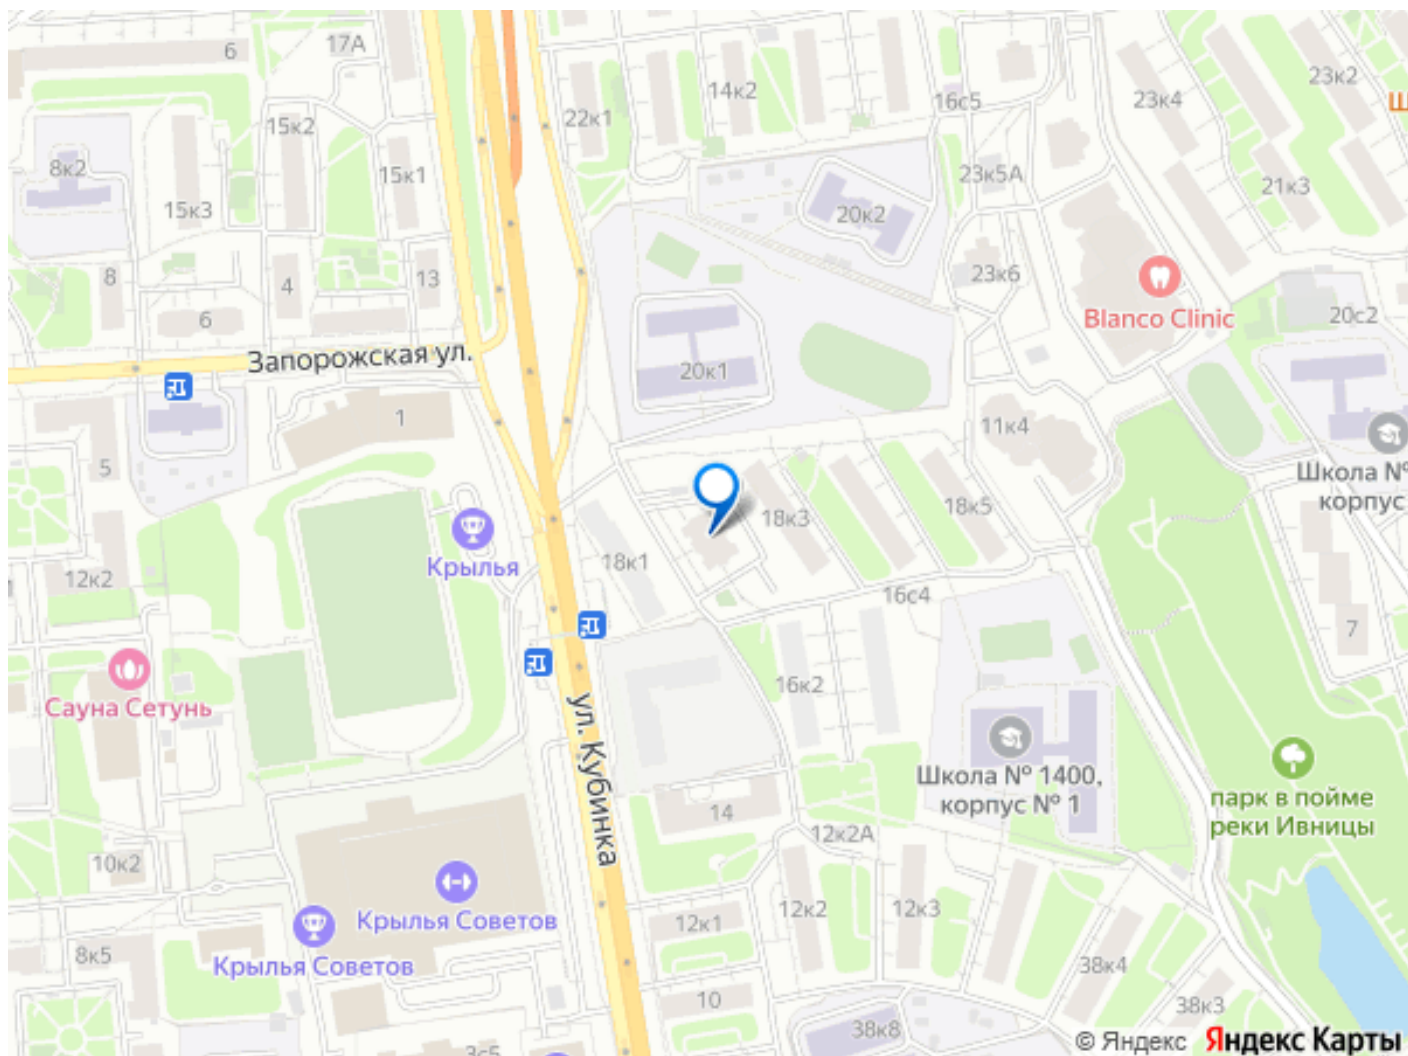 6
17А
14к2
23к2
23к4
16с5
Ш
22к1
15к2
8к2
15к1
23к5А
21к3
15к3
20к2
8
4
13
23к6
Blanco Clinic
20с2
6
Запорожская ул.
20к1
1
11к4
5
Школа №
корпус
18к3
18к5
Крылья
18к1
12к2
16с4
7
16к2
Сауна Сетунь
ул. Кубинка
Школа № 1400,
корпус № 1
парк в пойме
реки Ивницы
14
12к2А
10к2
Крылья Советов
12к1
12к2
12к3
8к5
Крылья Советов
38к4
10
38к3
38к8
3с5
© Яндекс Яндекс Карты